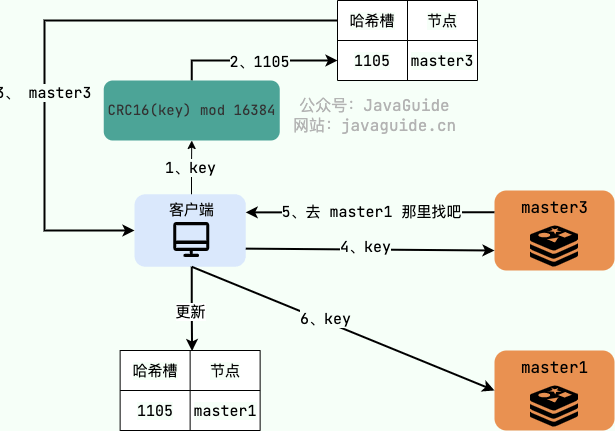 哈希槽 节点
1105 master3
2、1105
3、 master3
CRC16(key) mod 16384
公众号：JavaGuide
网站：javaguide.cn
1、key
客户端
5、去 master1 那里找吧
master3
4、key
更新
6、key
哈希槽 节点
1105 master1
master1